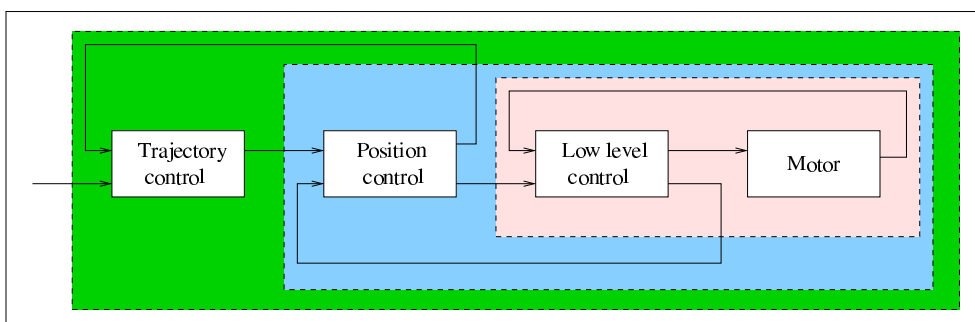 Trajectory
control
Position
control
Low level
control
Motor